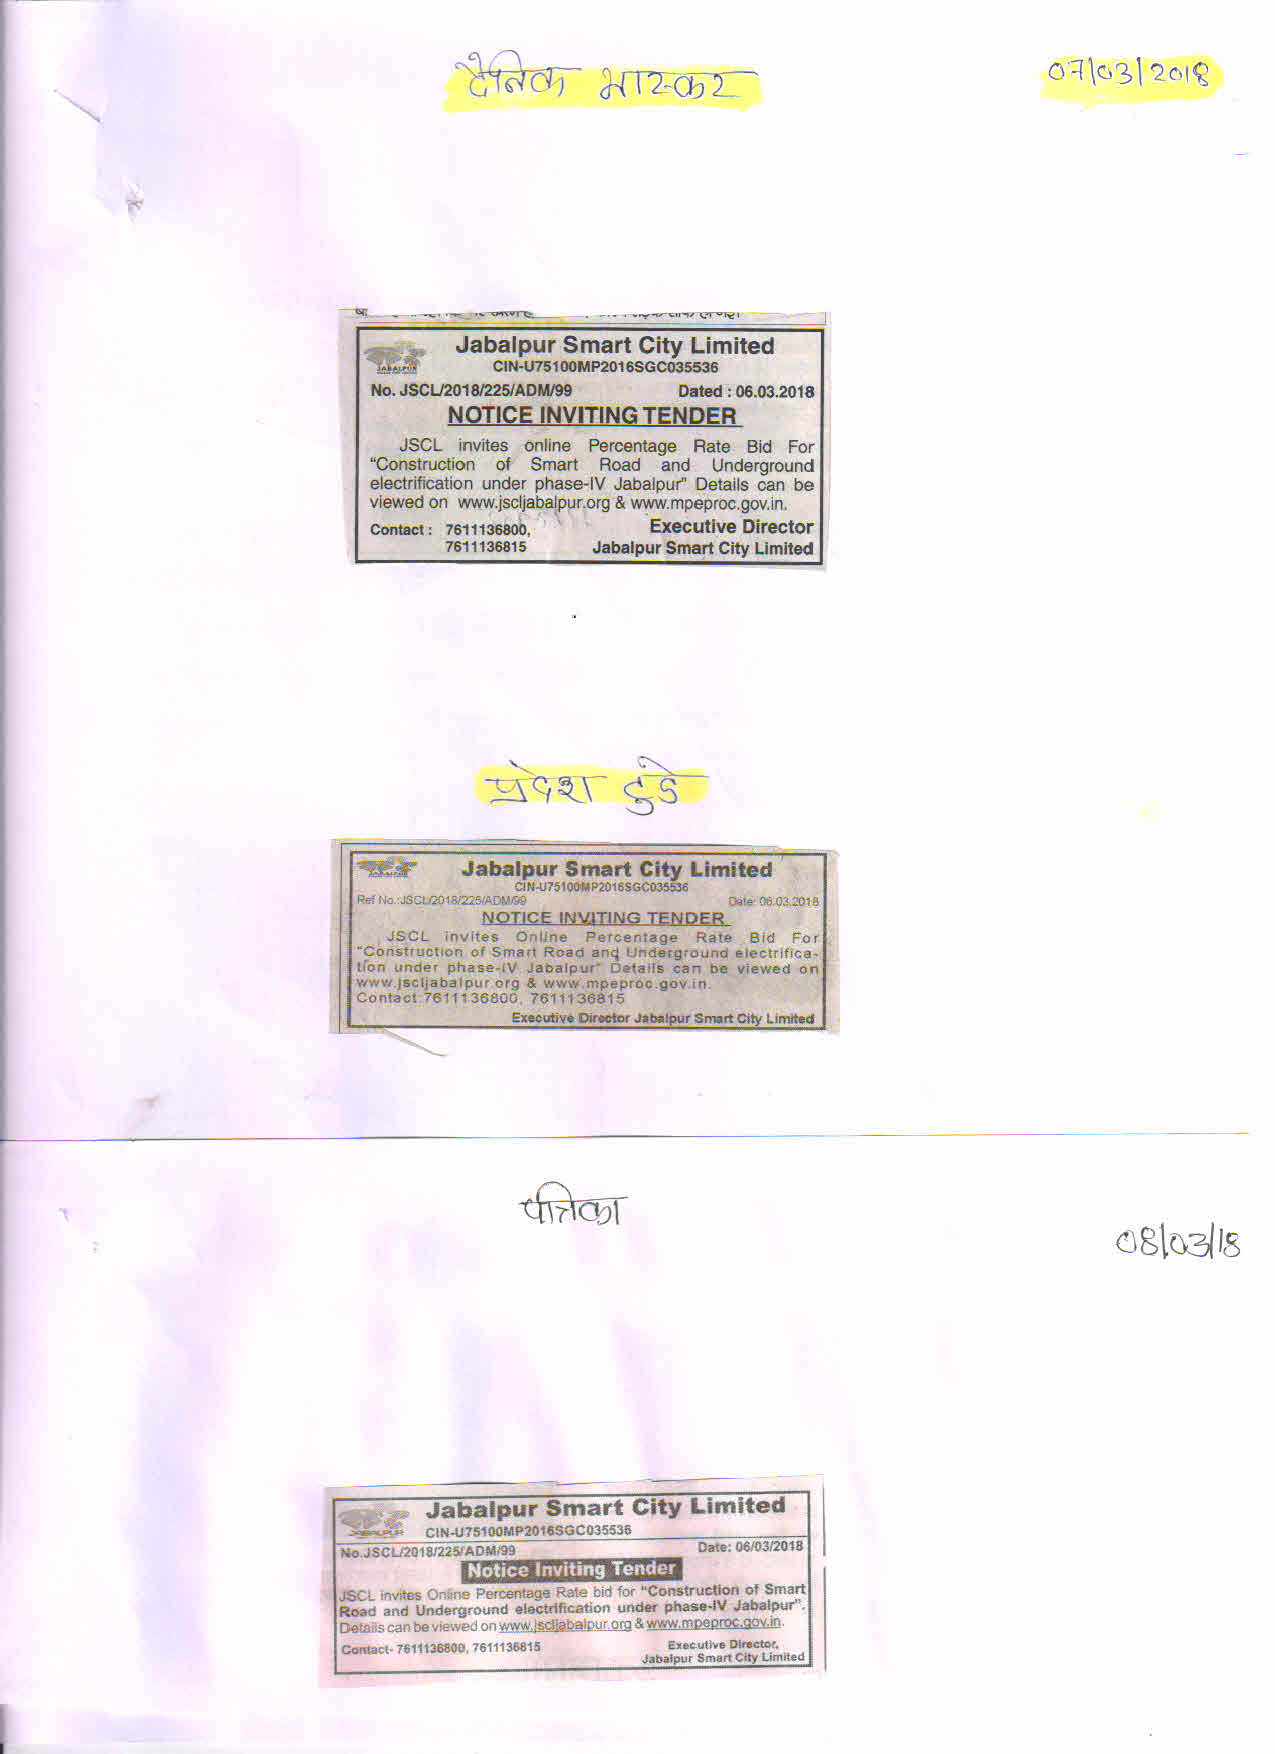 दैनिक भास्कर
07/03/2018
JABALPUR
Jabalpur Smart City Limited
CIN-U75100MP2016SGC035536
No. JSCL/2018/225/ADM/99 Dated : 06.03.2018
NOTICE INVITING TENDER
JSCL invites online Percentage Rate Bid For
“Construction of Smart Road and Underground
electrification under phase-IV Jabalpur” Details can be
viewed on www.jscljabalpur.org & www.mpeproc.gov.in.
Contact : 7611136800, Executive Director
7611136815 Jabalpur Smart City Limited
प्रदेश टुडे
JABALPUR
Jabalpur Smart City Limited
CIN-U75100MP2016SGC035536
Ref No.:JSCL/2018/225/ADM/99 Date: 06.03.2018
NOTICE INVITING TENDER
JSCL invites Online Percentage Rate Bid For
“Construction of Smart Road and Underground electrifica-
tion under phase-IV Jabalpur” Details can be viewed on
www.jscljabalpur.org & www.mpeproc.gov.in.
Contact:7611136800, 7611136815
Executive Director Jabalpur Smart City Limited
पत्रिका
08/03/18
JABALPUR
Jabalpur Smart City Limited
CIN-U75100MP2016SGC035536
No.JSCL/2018/225/ADM/99 Date: 06/03/2018
Notice Inviting Tender
JSCL invites Online Percentage Rate bid for “Construction of Smart
Road and Underground electrification under phase-IV Jabalpur”.
Details can be viewed on www.jscljabalpur.org & www.mpeproc.gov.in.
Contact- 7611136800, 7611136815 Executive Director,
Jabalpur Smart City Limited